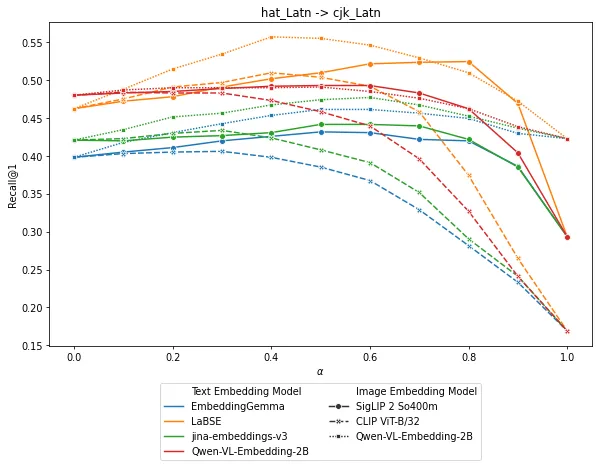 hat_Latn -> cjk_Latn
0.55
0.50
0.45
0.40
0.35
0.30
0.25
0.20
0.15
Recall@1
0.0 0.2 0.4 0.6 0.8 1.0
α
Text Embedding Model Image Embedding Model
EmbeddingGemma SigLIP 2 So400m
LaBSE CLIP ViT-B/32
jina-embeddings-v3 Qwen-VL-Embedding-2B
Qwen-VL-Embedding-2B